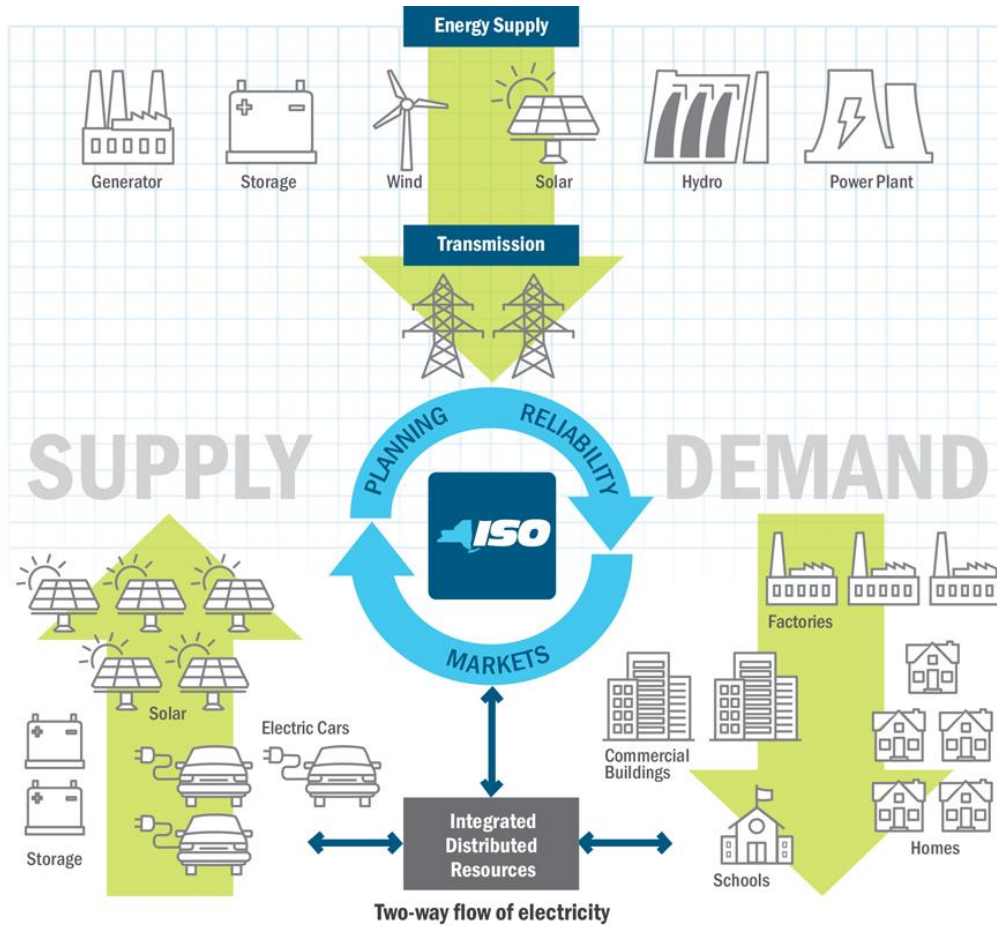 Energy Supply
Generator
Storage
Wind
Solar
Hydro
Power Plant
Transmission
SUPPLY
PLANNING
RELIABILITY
DEMAND
ISO
MARKETS
Solar
Electric Cars
Storage
Factories
Commercial
Buildings
Homes
Schools
Integrated
Distributed
Resources
Two-way flow of electricity